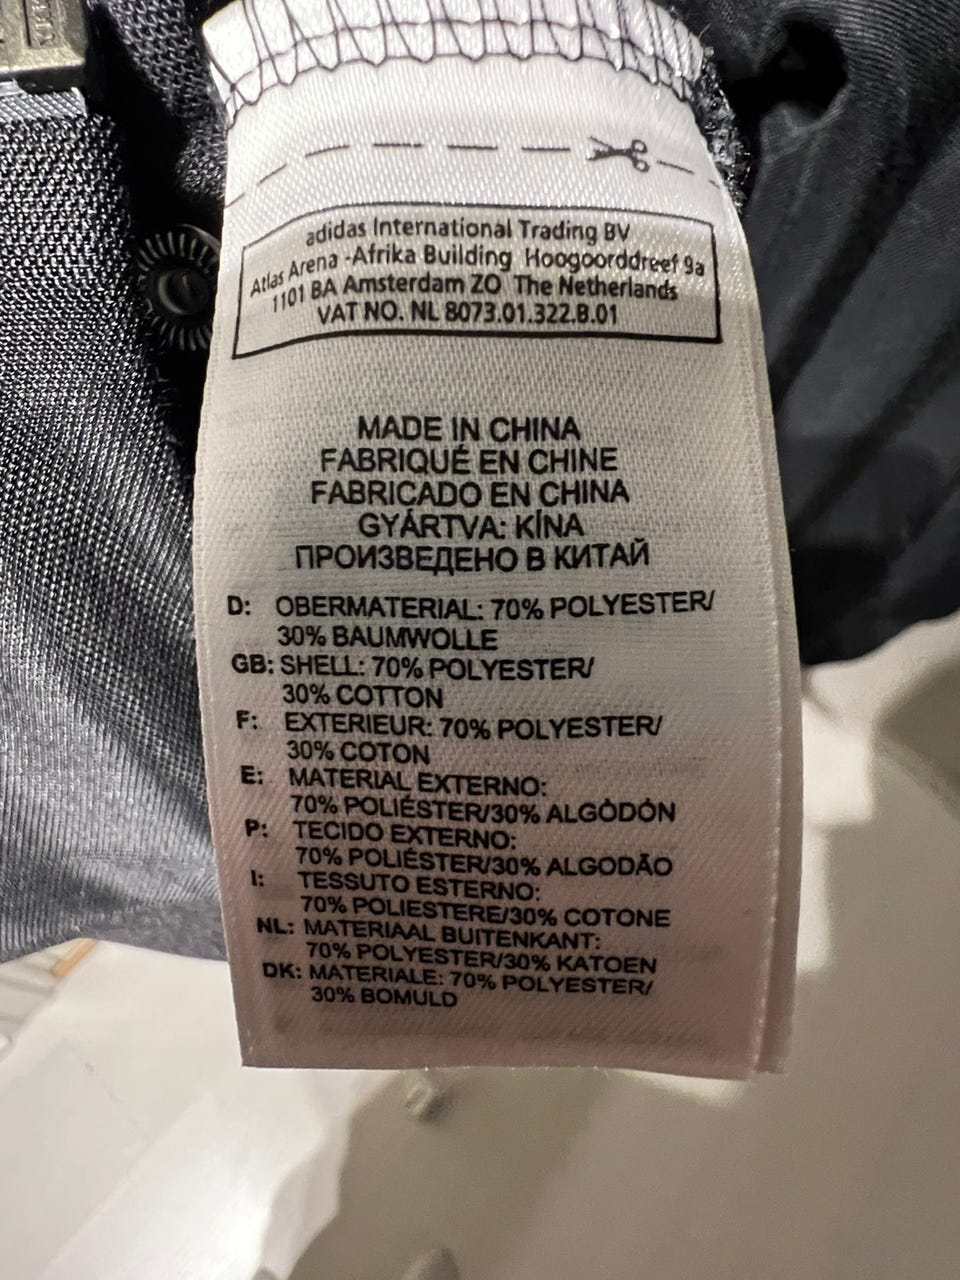 adidas International Trading BV
Atlas Arena -Afrika Building Hoogoorddreef 9a
1101 BA Amsterdam ZO The Netherlands
VAT NO. NL 8073.01.322.B.01
MADE IN CHINA
FABRIQUÉ EN CHINE
FABRICADO EN CHINA
GYÁRTVA: KÍNA
ПРОИЗВЕДЕНО В КИТАЙ
D: OBERMATERIAL: 70% POLYESTER/
30% BAUMWOLLE
GB: SHELL: 70% POLYESTER/
30% COTTON
F: EXTERIEUR: 70% POLYESTER/
30% COTON
E: MATERIAL EXTERNO:
70% POLIÉSTER/30% ALGÒDÓN
P: TECIDO EXTERNO:
70% POLIÉSTER/30% ALGODÃO
I: TESSUTO ESTERNO:
70% POLIESTERE/30% COTONE
NL: MATERIAAL BUITENKANT:
70% POLYESTER/30% KATOEN
DK: MATERIALE: 70% POLYESTER/
30% BOMULD